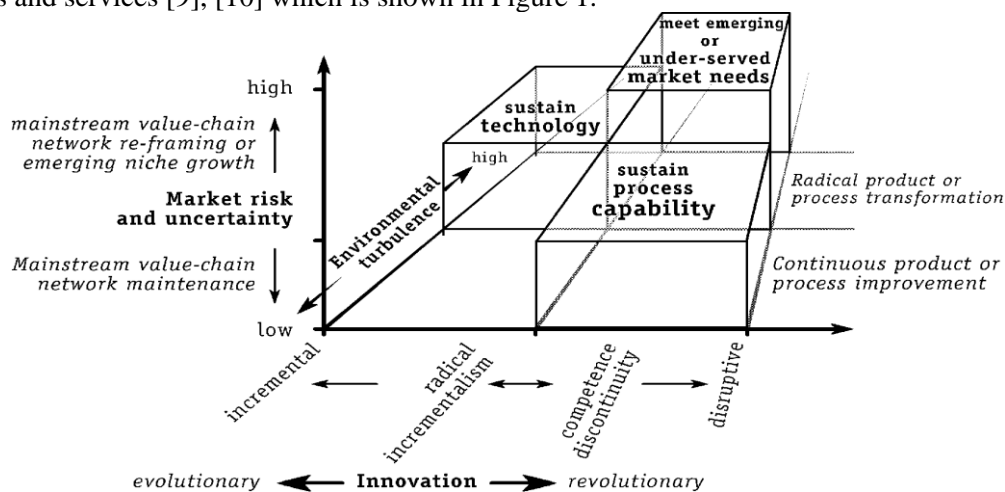 s and services [9], [10] which is shown in Figure 1.
meet emerging
or
under-served
market needs
high
sustain
technology
mainstream value-chain
network re-framing or
emerging niche growth
high
sustain
process
capability
Radical product or
process transformation
Market risk
and uncertainty
Environmental
turbulence
Mainstream value-chain
network maintenance
Continuous product or
process improvement
low
incremental
radical
incrementalism
competence
discontinuity
disruptive
evolutionary
Innovation
revolutionary